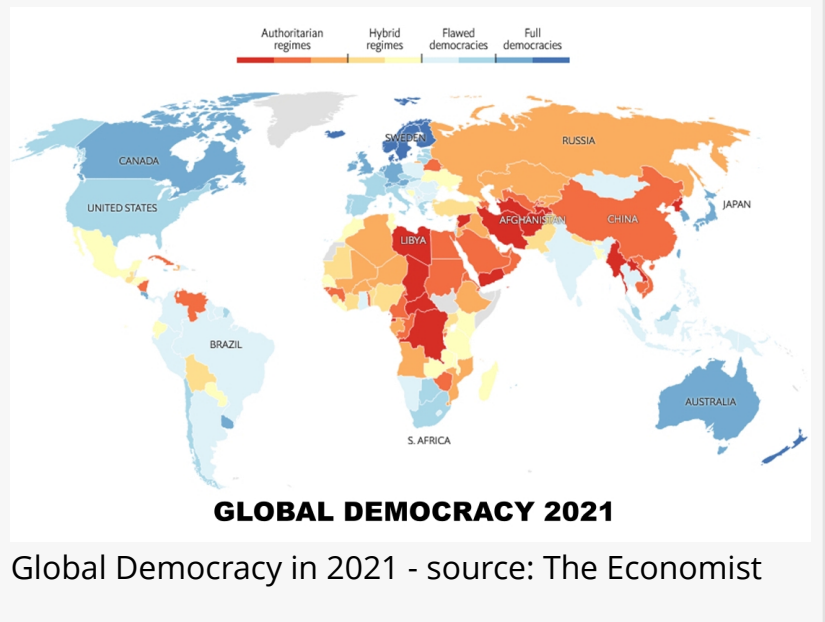 Authoritarian regimes
Hybrid regimes
Flawed democracies
Full democracies
SWEDEN
RUSSIA
CANADA
JAPAN
UNITED STATES
AFGHANISTAN
CHINA
LIBYA
BRAZIL
AUSTRALIA
S. AFRICA
GLOBAL DEMOCRACY 2021
Global Democracy in 2021 - source: The Economist